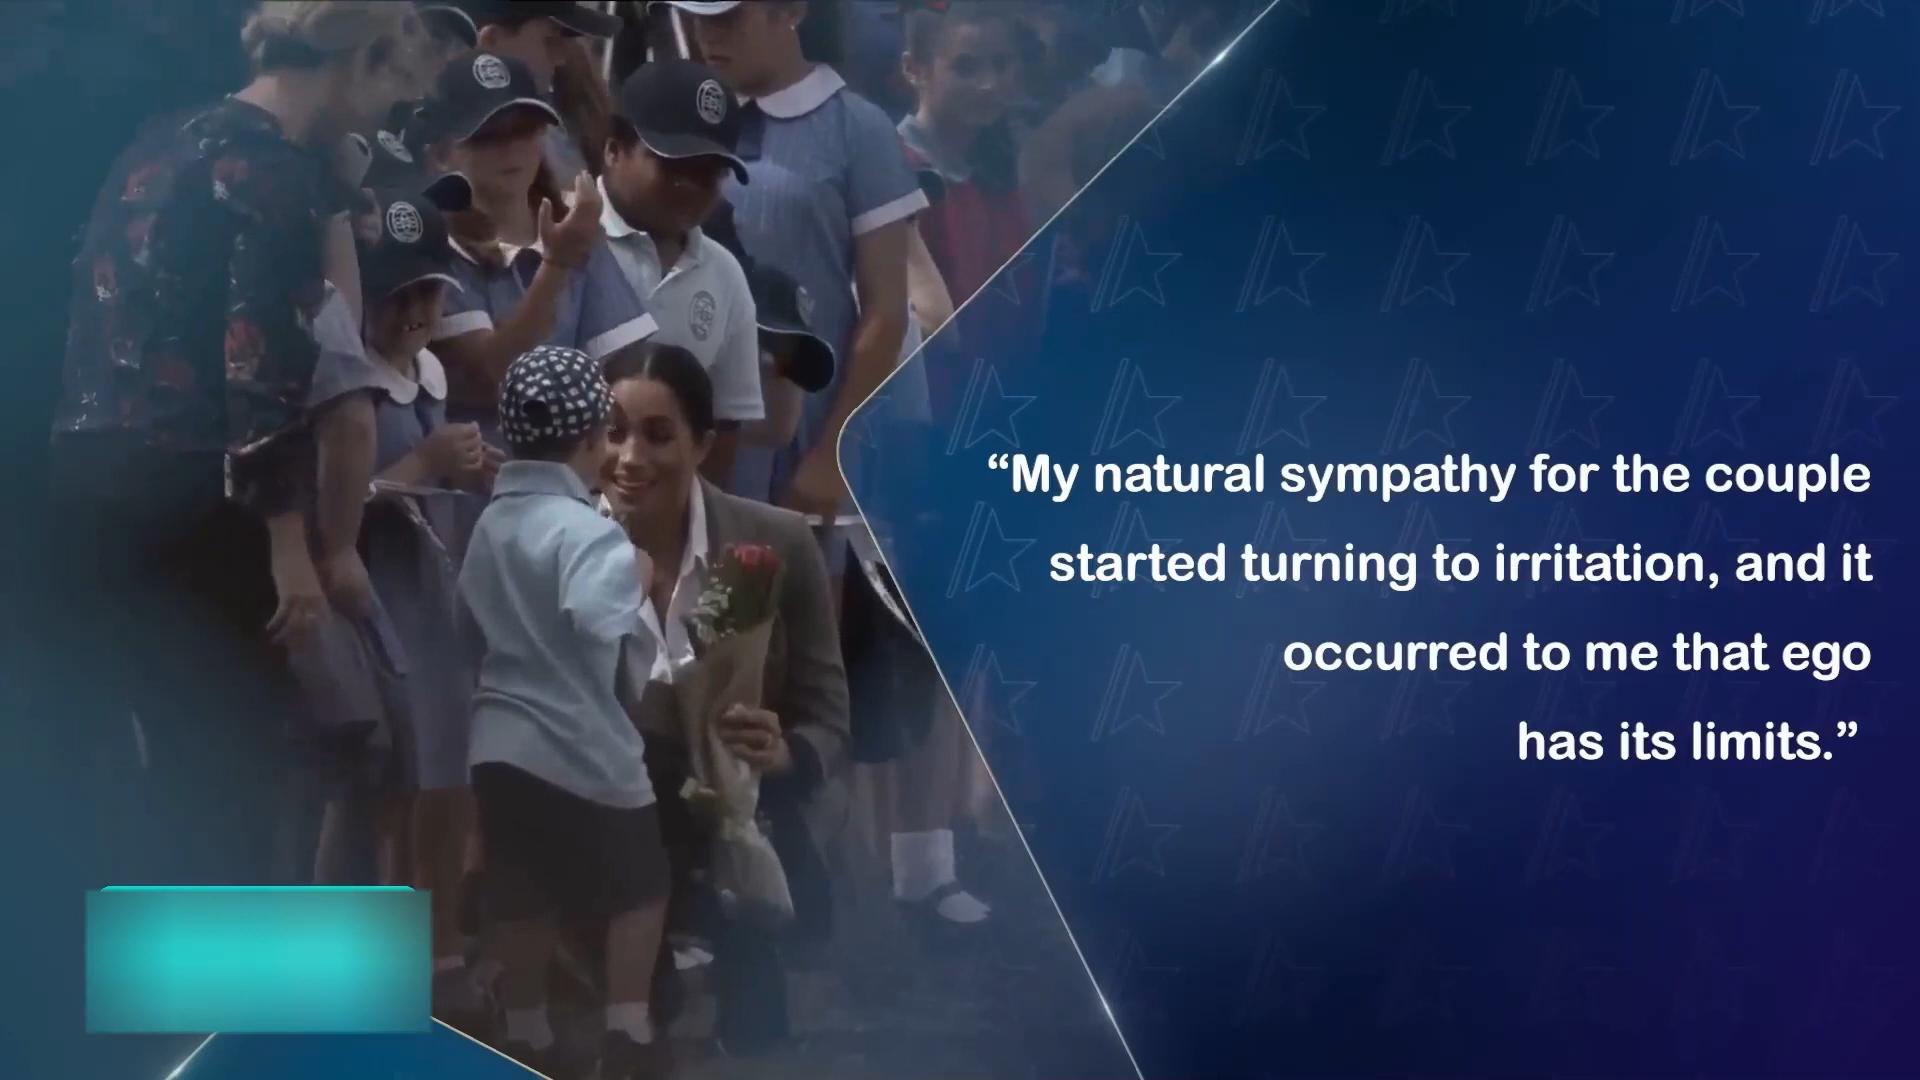 “My natural sympathy for the couple
started turning to irritation, and it
occurred to me that ego
has its limits.”